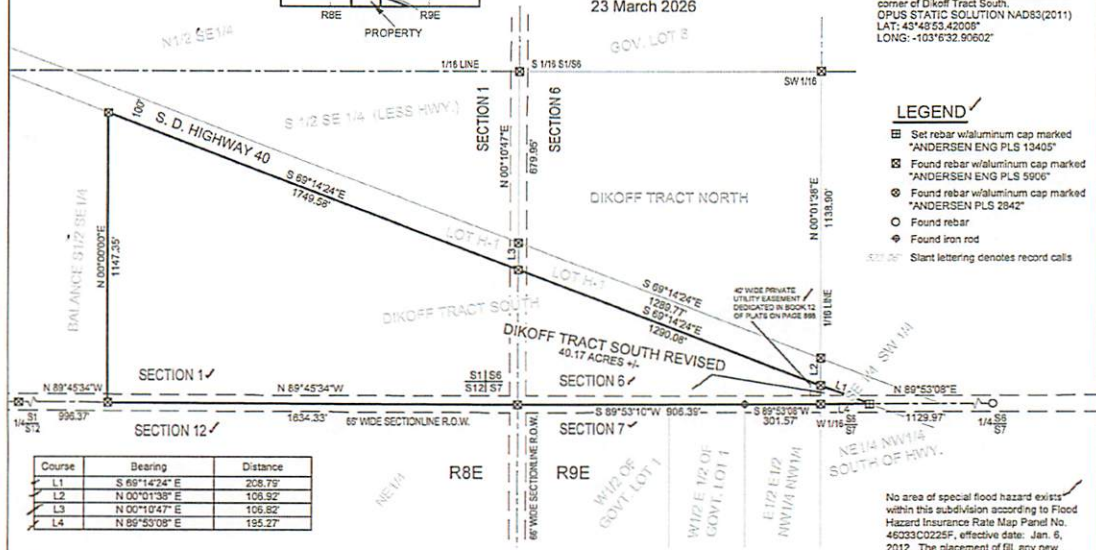 R8E
R9E
PROPERTY
23 March 2026
corner of Dikoff Tract South.
OPUS STATIC SOLUTION NAD83(2011)
LAT: 43°48'53.42008"
LONG: -103°6'32.90602"
N1/2 SE1/4
GOV. LOT 6
1/16 LINE
S 1/16 S1/S6
SW 1/16
S 1/2 SE 1/4 (LESS HWY.)
100'
S. D. HIGHWAY 40
S 69°14'24"E
1749.58'
SECTION 1
N 00°10'47"E
679.95'
SECTION 6
DIKOFF TRACT NORTH
N 00°01'38"E
1138.90'
1/16 LINE
LEGEND
Set rebar w/aluminum cap marked
"ANDERSEN ENG PLS 13405"
Found rebar w/aluminum cap marked
"ANDERSEN ENG PLS 5906"
Found rebar w/aluminum cap marked
"ANDERSEN PLS 2842"
Found rebar
Found iron rod
Slant lettering denotes record calls
BALANCE S1/2 SE1/4
N 00°00'00"E
1147.35'
LOT H-1
L3
LOT H-1
S 69°14'24"E
1289.77'
S 69°14'24"E
1290.08'
40' WIDE PRIVATE
UTILITY EASEMENT
DEDICATED IN BOOK 12
OF PLATS ON PAGE
DIKOFF TRACT SOUTH
DIKOFF TRACT SOUTH REVISED
40.17 ACRES +/-
L2
L1
NE 1/4 SW 1/4
SECTION 1
S1|S6
S12|S7
SECTION 6
N 89°45'34"W
N 89°45'34"W
N 89°53'08"E
1/4 S1
S12
996.37'
1634.33'
66' WIDE SECTIONLINE R.O.W.
S 89°53'10"W 906.39'
S 89°53'08"W
301.57'
L4
W 1/16 S6
S7
1129.97'
1/4 S6
S7
SECTION 12
SECTION 7
Course Bearing Distance
L1 S 69°14'24" E 208.79'
L2 N 00°01'38" E 106.92'
L3 N 00°10'47" E 106.82'
L4 N 89°53'08" E 195.27'
NE1/4
R8E
66' WIDE SECTIONLINE R.O.W.
R9E
W1/2 OF
GOVT. LOT 1
W1/2 E 1/2 OF
GOVT. LOT 1
E1/2 E1/2
NW1/4 NW1/4
NE1/4 NW1/4
SOUTH OF HWY.
No area of special flood hazard exists
within this subdivision according to Flood
Hazard Insurance Rate Map Panel No.
46033C0225F, effective date: Jan. 6,
2012. The placement of fill, any new